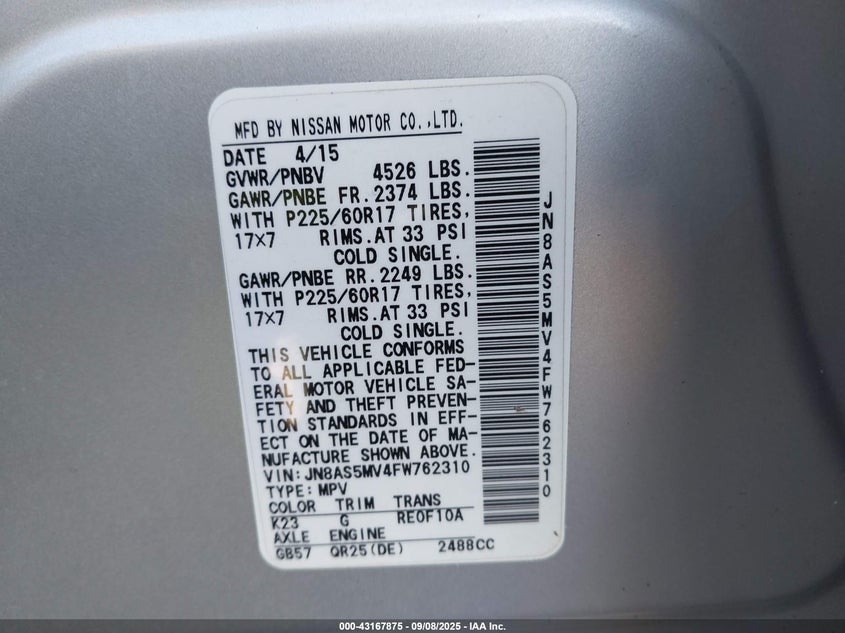 MFD BY NISSAN MOTOR CO.,LTD.
DATE 4/15
GVWR/PNBV 4526 LBS.
GAWR/PNBE FR.2374 LBS.
WITH P225/60R17 TIRES,
17X7 RIMS.AT 33 PSI
COLD SINGLE.
GAWR/PNBE RR.2249 LBS.
WITH P225/60R17 TIRES,
17X7 RIMS.AT 33 PSI
COLD SINGLE.
THIS VEHICLE CONFORMS
TO ALL APPLICABLE FED-
ERAL MOTOR VEHICLE SA-
FETY AND THEFT PREVEN-
TION STANDARDS IN EFF-
ECT ON THE DATE OF MA-
NUFACTURE SHOWN ABOVE.
VIN:JN8AS5MV4FW762310
TYPE:MPV
COLOR TRIM TRANS
K23 G RE0F10A
AXLE ENGINE
GB57 QR25(DE) 2488CC
JN8AS5MV4FW762310
000-43167875 - 09/08/2025 - IAA Inc.